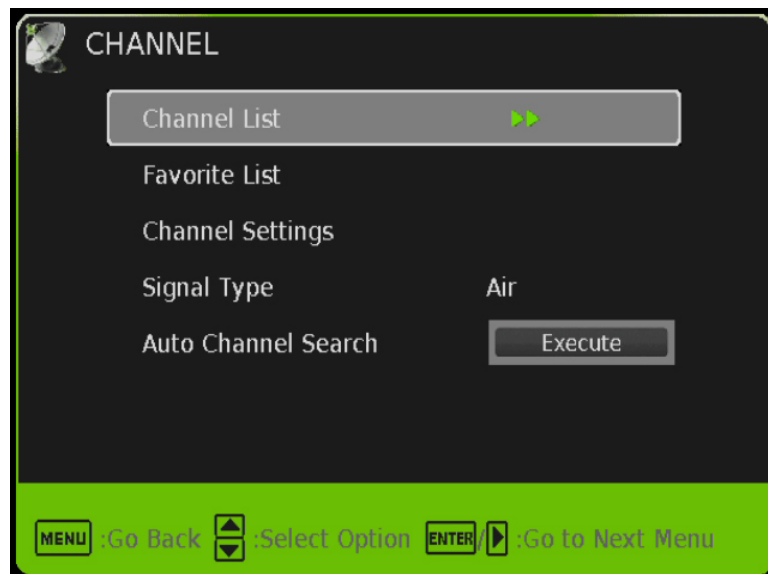 CHANNEL
Channel List
Favorite List
Channel Settings
Signal Type Air
Auto Channel Search Execute
MENU :Go Back :Select Option ENTER/ :Go to Next Menu